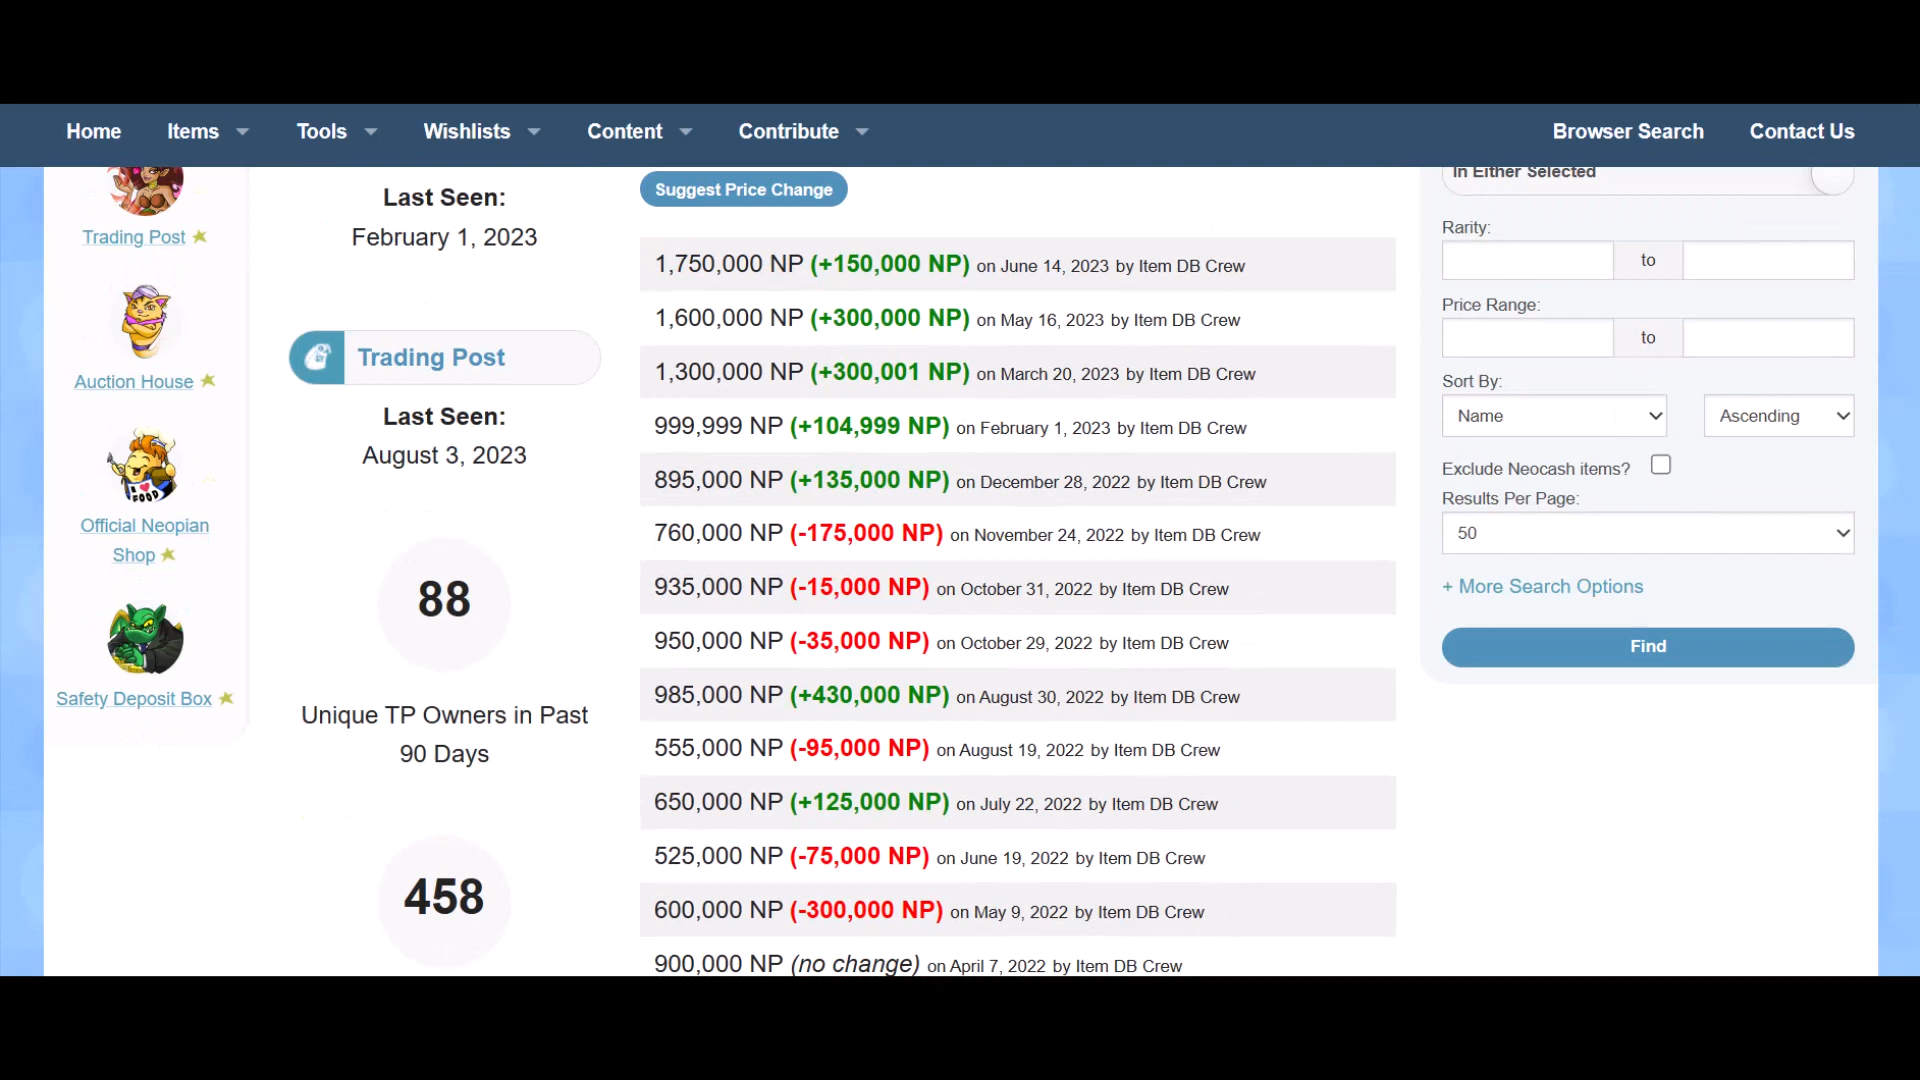 Home Items Tools Wishlists Content Contribute Browser Search Contact Us
Trading Post
Auction House
I ♥ FOOD
Official Neopian
Shop
Safety Deposit Box
Last Seen:
February 1, 2023
Trading Post
Last Seen:
August 3, 2023
88
Unique TP Owners in Past
90 Days
458
Suggest Price Change
1,750,000 NP (+150,000 NP) on June 14, 2023 by Item DB Crew
1,600,000 NP (+300,000 NP) on May 16, 2023 by Item DB Crew
1,300,000 NP (+300,001 NP) on March 20, 2023 by Item DB Crew
999,999 NP (+104,999 NP) on February 1, 2023 by Item DB Crew
895,000 NP (+135,000 NP) on December 28, 2022 by Item DB Crew
760,000 NP (-175,000 NP) on November 24, 2022 by Item DB Crew
935,000 NP (-15,000 NP) on October 31, 2022 by Item DB Crew
950,000 NP (-35,000 NP) on October 29, 2022 by Item DB Crew
985,000 NP (+430,000 NP) on August 30, 2022 by Item DB Crew
555,000 NP (-95,000 NP) on August 19, 2022 by Item DB Crew
650,000 NP (+125,000 NP) on July 22, 2022 by Item DB Crew
525,000 NP (-75,000 NP) on June 19, 2022 by Item DB Crew
600,000 NP (-300,000 NP) on May 9, 2022 by Item DB Crew
900,000 NP (no change) on April 7, 2022 by Item DB Crew
In Either Selected
Rarity:
to
Price Range:
to
Sort By:
Name Ascending
Exclude Neocash items?
Results Per Page:
50
+ More Search Options
Find